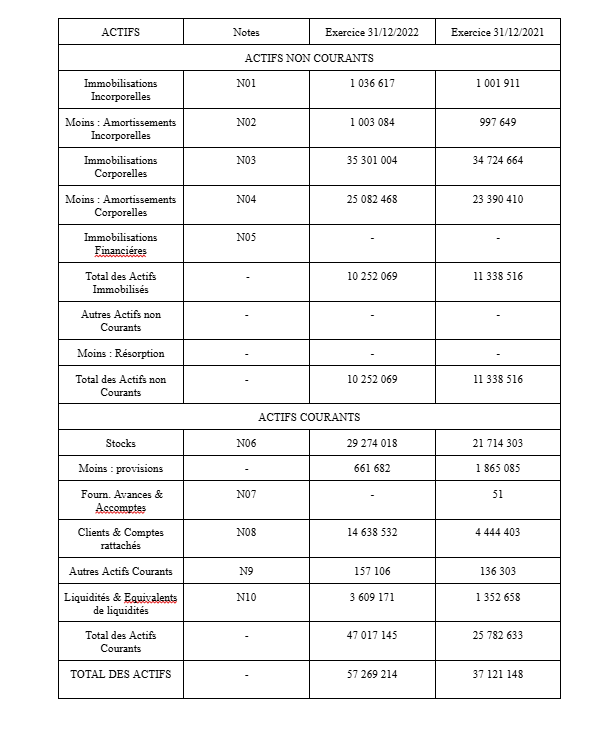 ACTIFS Notes Exercice 31/12/2022 Exercice 31/12/2021
ACTIFS NON COURANTS
Immobilisations N01 1 036 617 1 001 911
Incorporelles
Moins : Amortissements N02 1 003 084 997 649
Incorporelles
Immobilisations N03 35 301 004 34 724 664
Corporelles
Moins : Amortissements N04 25 082 468 23 390 410
Corporelles
Immobilisations N05 - -
Financiéres
Total des Actifs - 10 252 069 11 338 516
Immobilisés
Autres Actifs non - - -
Courants
Moins : Résorption - - -
Total des Actifs non - 10 252 069 11 338 516
Courants
ACTIFS COURANTS
Stocks N06 29 274 018 21 714 303
Moins : provisions - 661 682 1 865 085
Fourn. Avances & N07 - 51
Accomptes
Clients & Comptes N08 14 638 532 4 444 403
rattachés
Autres Actifs Courants N9 157 106 136 303
Liquidités & Equivalents N10 3 609 171 1 352 658
de liquidités
Total des Actifs - 47 017 145 25 782 633
Courants
TOTAL DES ACTIFS - 57 269 214 37 121 148